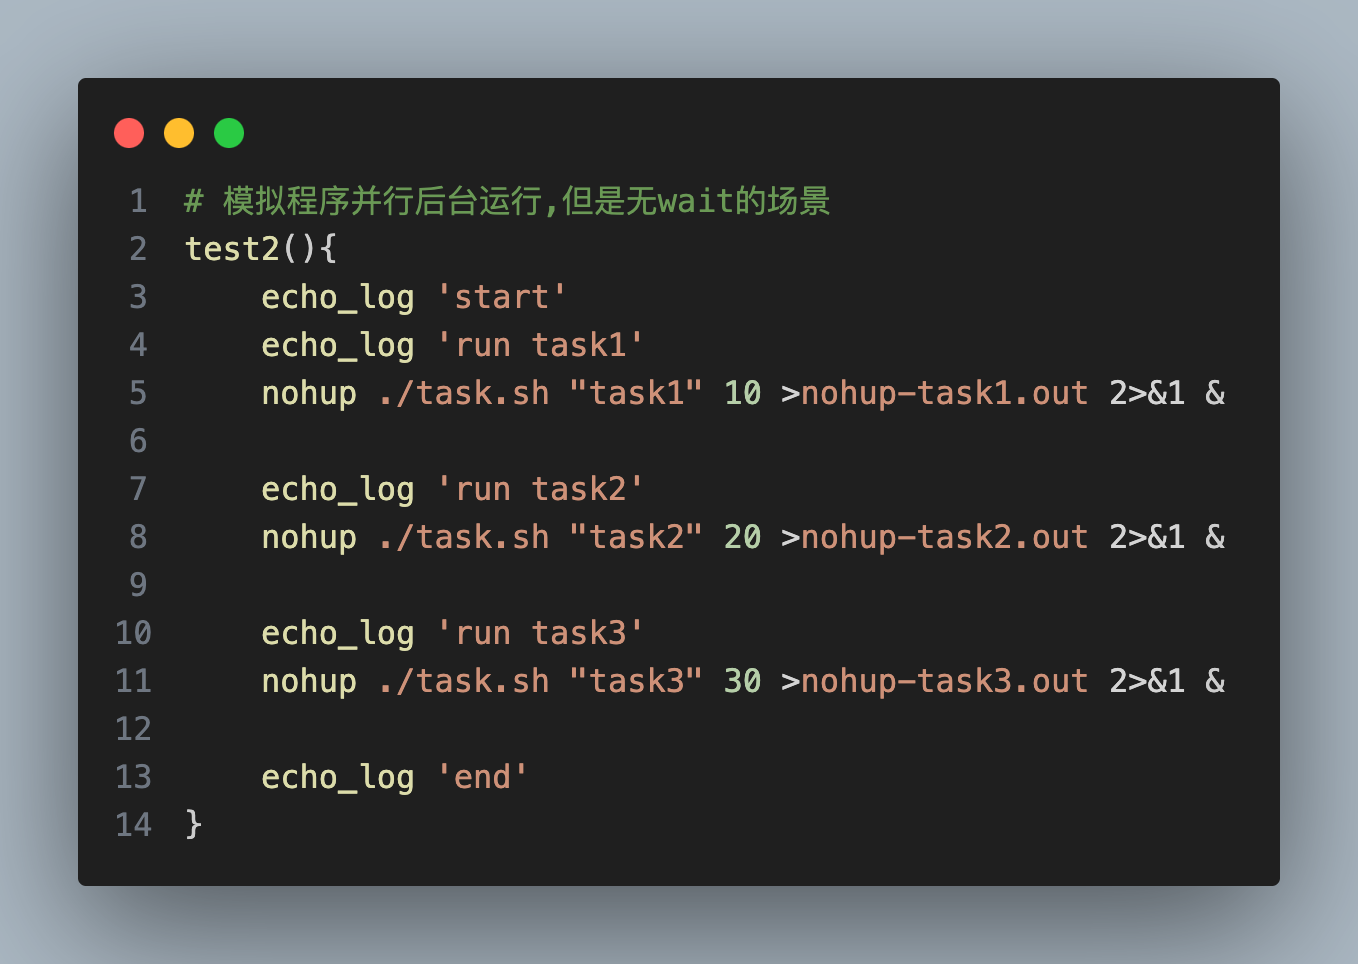 1 # 模拟程序并行后台运行,但是无wait的场景
2 test2(){
3     echo_log 'start'
4     echo_log 'run task1'
5     nohup ./task.sh "task1" 10 >nohup-task1.out 2>&1 &
6
7     echo_log 'run task2'
8     nohup ./task.sh "task2" 20 >nohup-task2.out 2>&1 &
9
10     echo_log 'run task3'
11     nohup ./task.sh "task3" 30 >nohup-task3.out 2>&1 &
12
13     echo_log 'end'
14 }